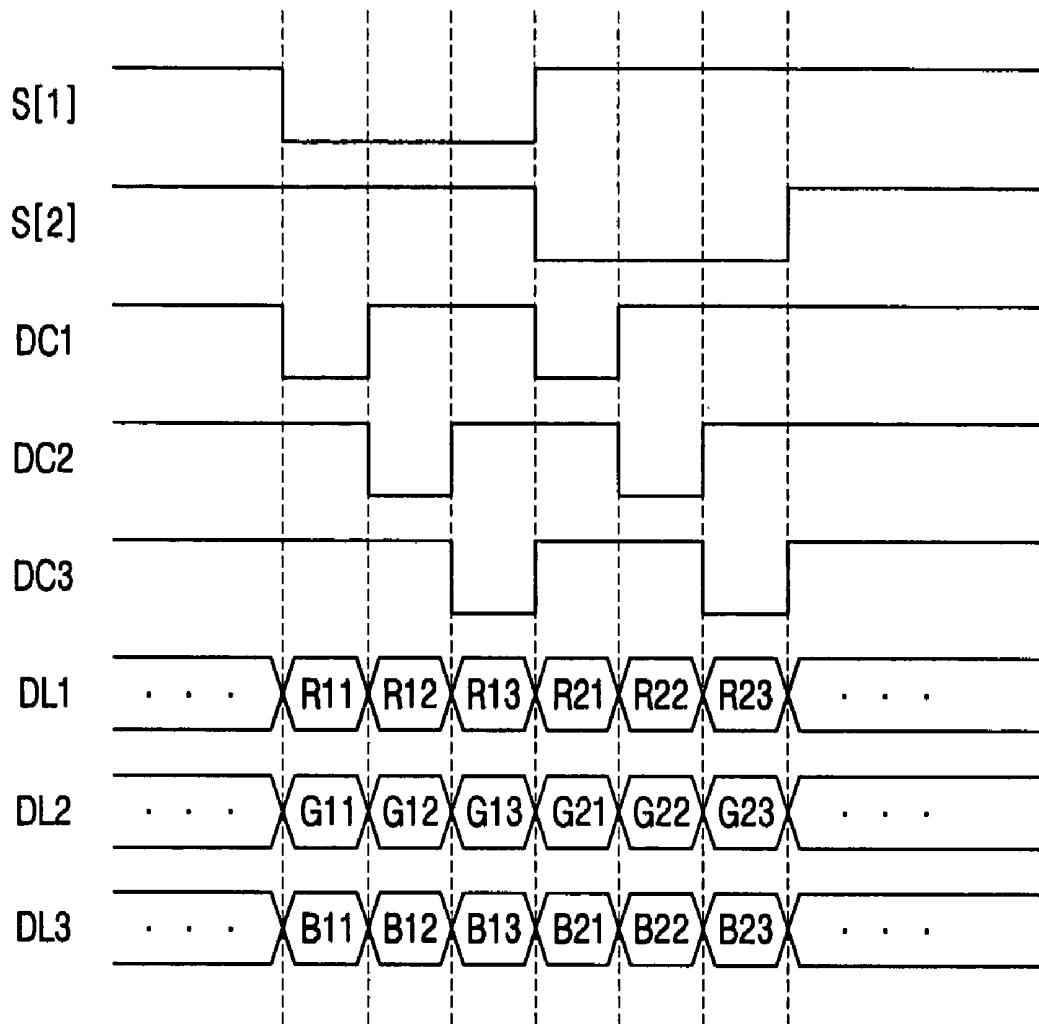 S[1]
S[2]
DC1
DC2
DC3
DL1 · · · R11 R12 R13 R21 R22 R23 · · ·
DL2 · · · G11 G12 G13 G21 G22 G23 · · ·
DL3 · · · B11 B12 B13 B21 B22 B23 · · ·